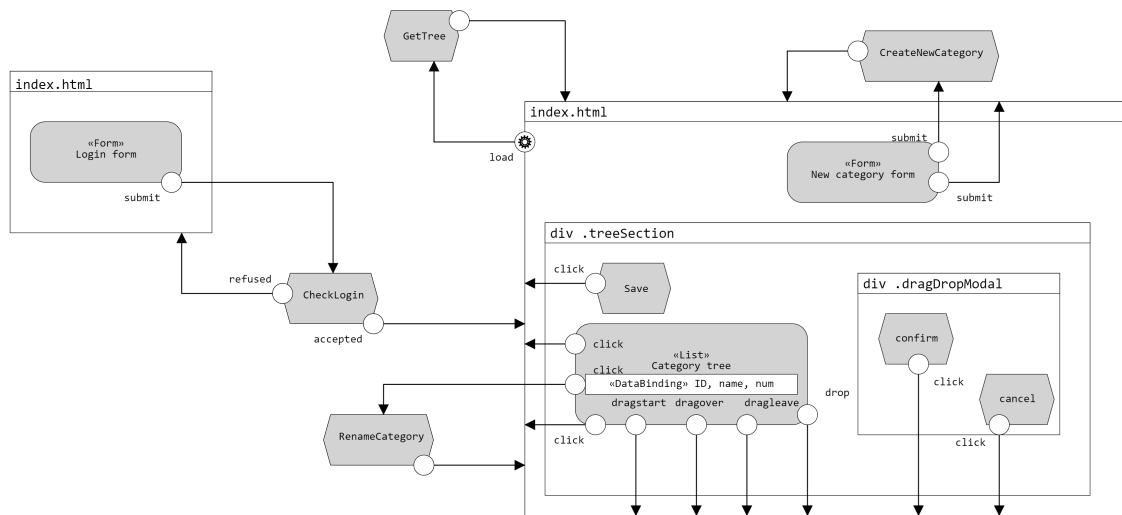 GetTree
CreateNewCategory
index.html
index.html
«Form»
Login form
submit
load
submit
«Form»
New category form
submit
div .treeSection
refused
CheckLogin
accepted
click
Save
div .dragDropModal
confirm
click
cancel
click
click
«List»
Category tree
click
«DataBinding» ID, name, num
drop
dragstart
dragover
dragleave
click
RenameCategory